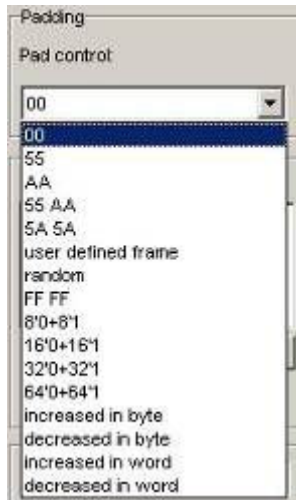 Padding
Pad control:
00
00
55
AA
55 AA
5A 5A
user defined frame
random
FF FF
8'0+8'1
16'0+16'1
32'0+32'1
64'0+64'1
increased in byte
decreased in byte
increased in word
decreased in word